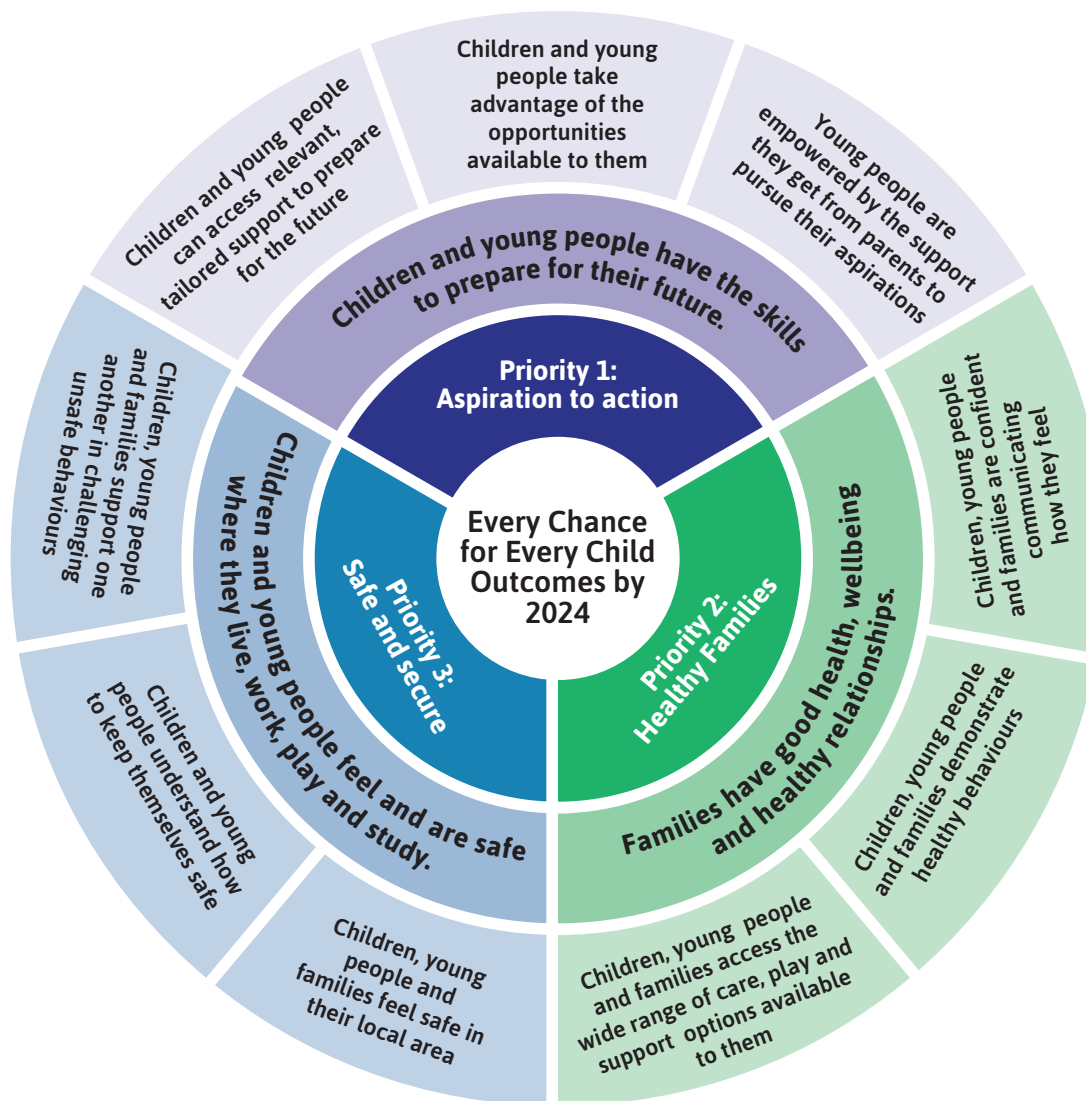 Every Chance
for Every Child
Outcomes by
2024
Priority 1:
Aspiration to action
Children and young people have the skills
to prepare for their future.
Children and young  people
can access  relevant,
tailored support to prepare
for the future
Children and young
people take
advantage of the
opportunities
available to them
Young people are
empowered by the support
they get from parents to
pursue their aspirations
Priority 2:
Healthy Families
Families have good health, wellbeing
and healthy relationships.
Children, young people
and families are confident
communicating
how they feel
Children, young  people
and families demonstrate
healthy behaviours
Children, young  people
and families access the
wide range of care, play and
support  options available
to them
Priority 3:
Safe and secure
Children and young people feel and are safe
where they live, work, play and study.
Children, young
people and
families feel safe in
their local area
Children and young
people understand how
to keep themselves safe
Children, young people
and families support one
another in challenging
unsafe behaviours